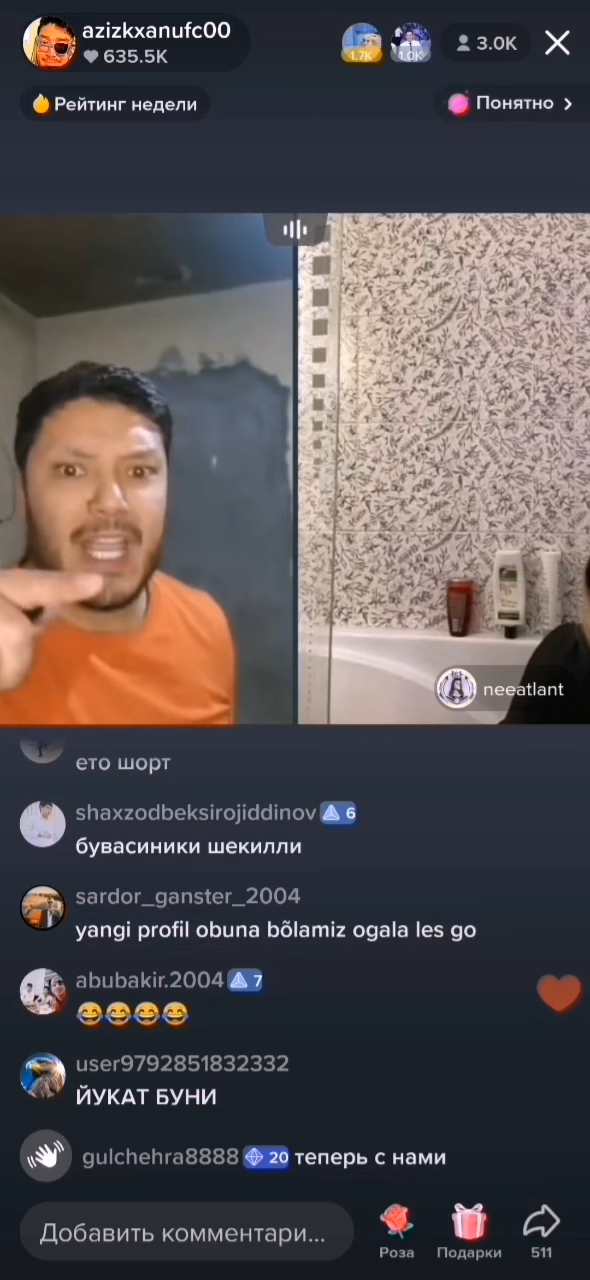 azizkxanufc00
635.5K
1.7K
1.0K
3.0K
Рейтинг недели
Понятно
neeatlant
ето шорт
shaxzodbeksirojiddinov 6
бувасиники шекилли
sardor_ganster_2004
yangi profil obuna bõlamiz ogala les go
abubakir.2004 7
😂😂😂😂
user9792851832332
ЙУКАТ БУНИ
gulchehra8888 20 теперь с нами
Добавить комментари...
Роза
Подарки
511